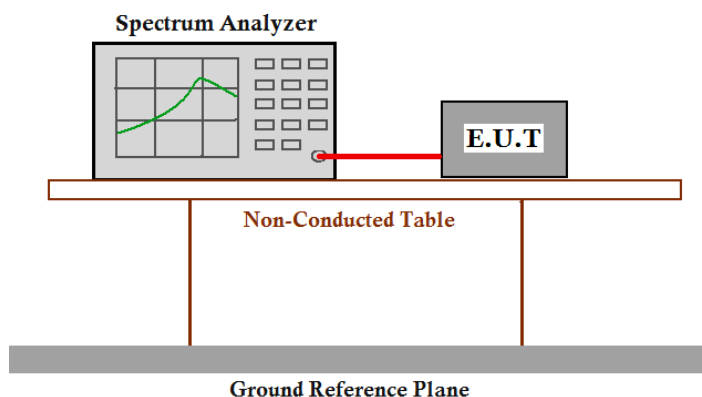 Spectrum Analyzer
E.U.T
Non-Conducted Table
Ground Reference Plane